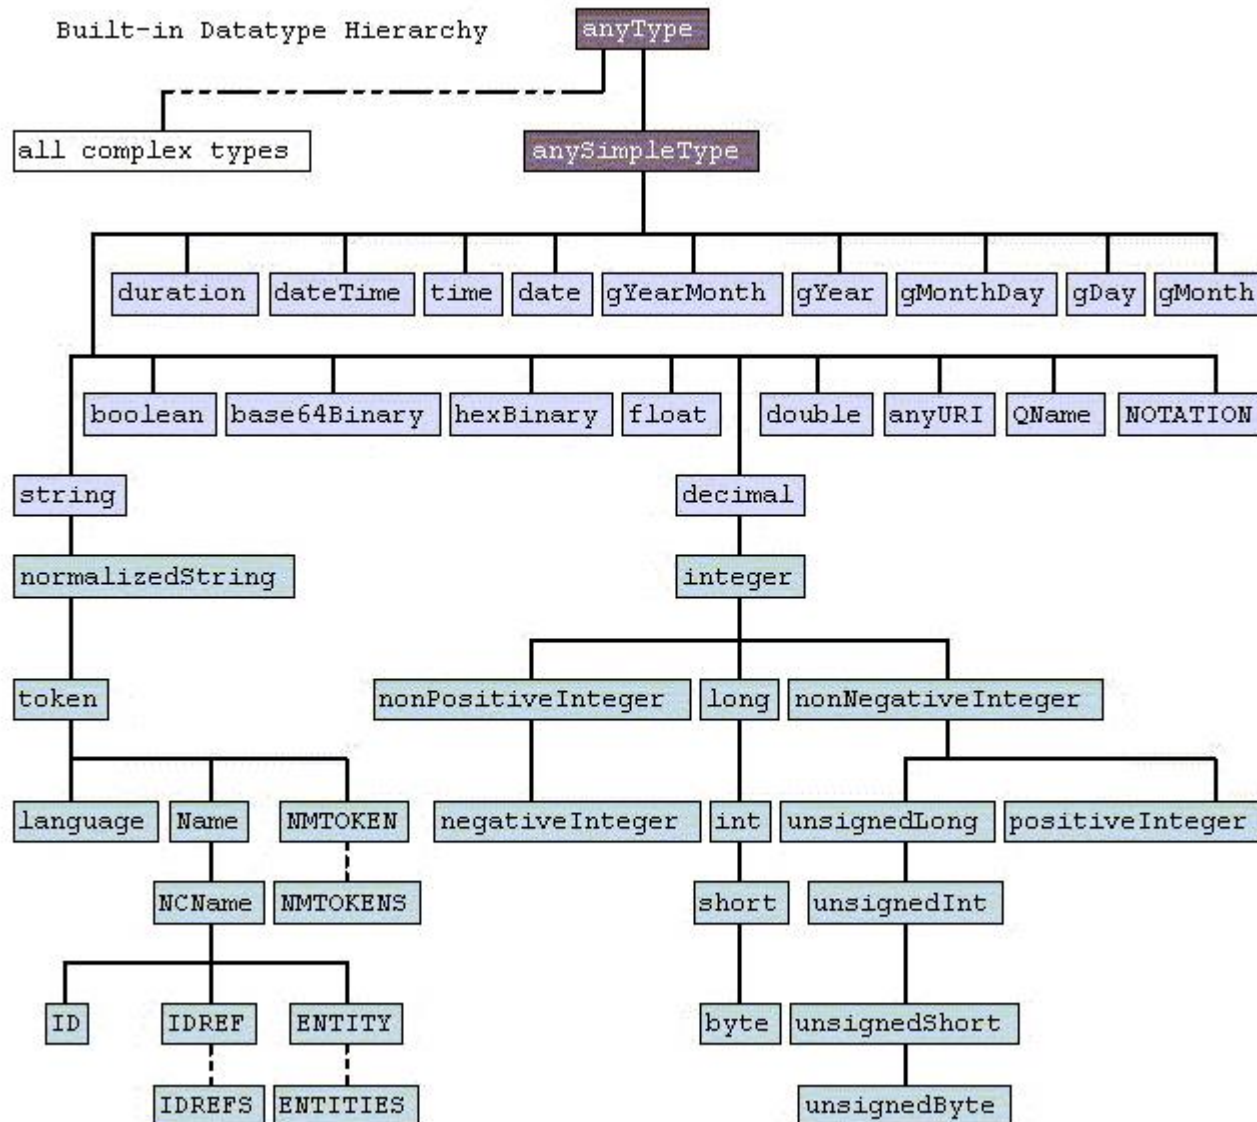 Built-in Datatype Hierarchy anyType
all complex types anySimpleType
duration dateTime time date gYearMonth gYear gMonthDay gDay gMonth
boolean base64Binary hexBinary float double anyURI QName NOTATION
string decimal
normalizedString integer
token nonPositiveInteger long nonNegativeInteger
language Name NMTOKEN negativeInteger int unsignedLong positiveInteger
NCName NMTOKENS short unsignedInt
ID IDREF ENTITY byte unsignedShort
IDREFS ENTITIES unsignedByte